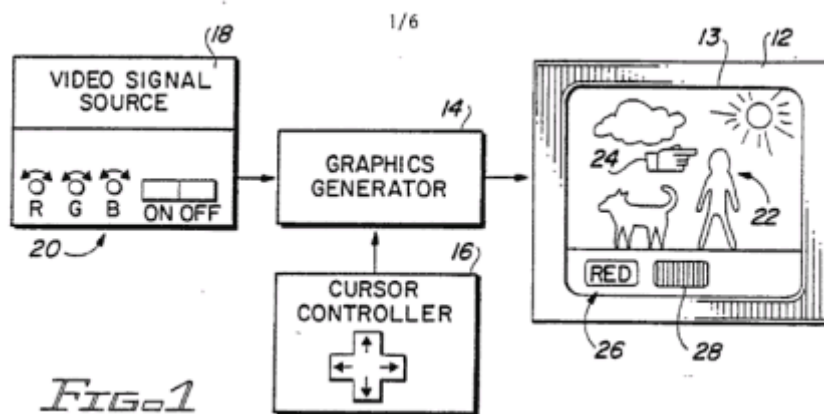 1/6
18
VIDEO SIGNAL
SOURCE
R G B
ON OFF
20
14
GRAPHICS
GENERATOR
16
CURSOR
CONTROLLER
13
12
24
22
RED
26
28
FIG.1